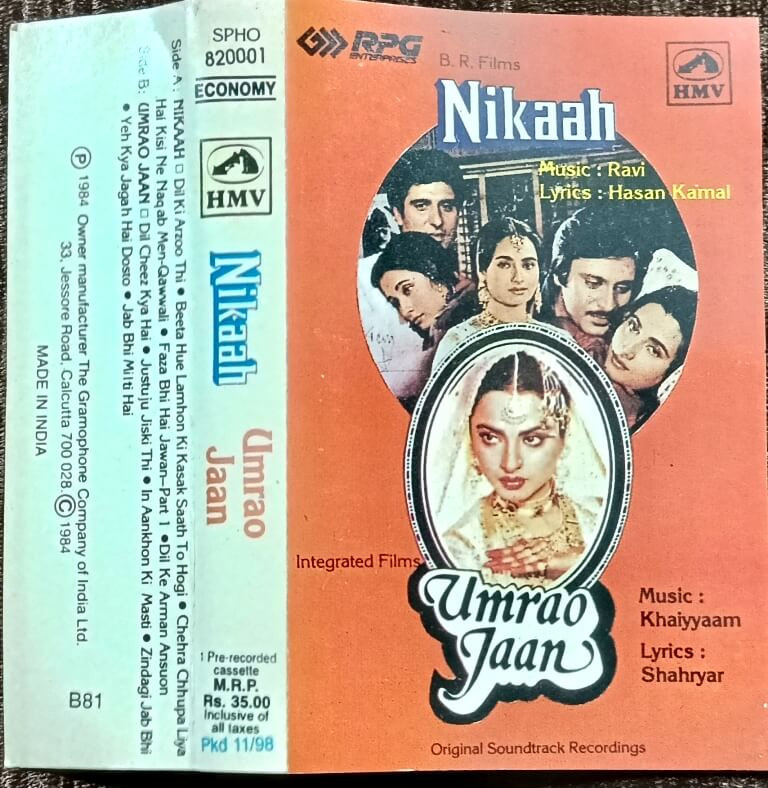 Side A : NIKAAH □ Dil Ki Arzoo Thi • Beeta Hue Lamhon Ki Kasak Saath To Hogi • Chehra Chhupa Liya
Hai Kisi Ne Naqab Men-Qawwali • Faza Bhi Hai Jawan–Part 1 • Dil Ke Arman Ansuon
Side B : UMRAO JAAN □ Dil Cheez Kya Hai • Justuju Jiski Thi • In Aankhon Ki Masti • Zindagi Jab Bhi
• Yeh Kya Jagah Hai Dosto • Jab Bhi Milti Hai
Ⓟ 1984 Owner manufacturer The Gramophone Company of India Ltd.
33, Jessore Road, Calcutta 700 028. © 1984
MADE IN INDIA
B81
SPHO
820001
ECONOMY
HMV
Nikaah
Umrao
Jaan
1 Pre-recorded
cassette
M.R.P.
Rs. 35.00
Inclusive of
all taxes
Pkd 11/98
RPG
ENTERPRISES
B. R. Films
HMV
Nikaah
Music : Ravi
Lyrics : Hasan Kamal
Integrated Films
Umrao
Jaan
Music :
Khaiyyaam
Lyrics :
Shahryar
Original Soundtrack Recordings